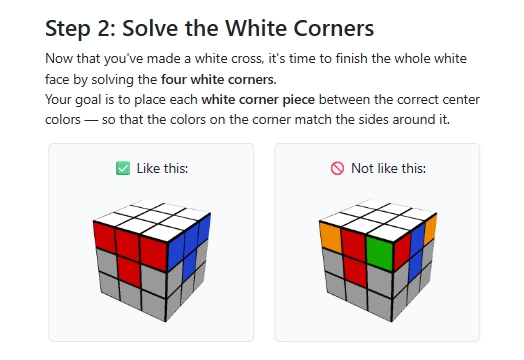 Step 2: Solve the White Corners
Now that you've made a white cross, it's time to finish the whole white
face by solving the four white corners.
Your goal is to place each white corner piece between the correct center
colors — so that the colors on the corner match the sides around it.
✅ Like this:
🚫 Not like this: